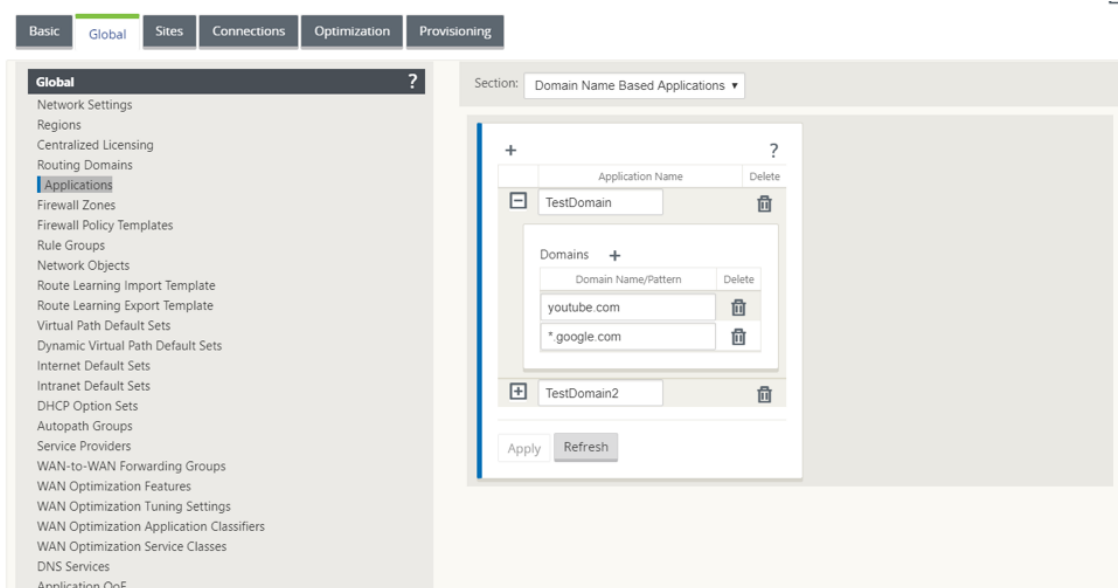 Basic Global Sites Connections Optimization Provisioning
Global ?
Network Settings
Regions
Centralized Licensing
Routing Domains
Applications
Firewall Zones
Firewall Policy Templates
Rule Groups
Network Objects
Route Learning Import Template
Route Learning Export Template
Virtual Path Default Sets
Dynamic Virtual Path Default Sets
Internet Default Sets
Intranet Default Sets
DHCP Option Sets
Autopath Groups
Service Providers
WAN-to-WAN Forwarding Groups
WAN Optimization Features
WAN Optimization Tuning Settings
WAN Optimization Application Classifiers
WAN Optimization Service Classes
DNS Services
Application QoE
Section: Domain Name Based Applications ▼
+ ?
Application Name Delete
TestDomain
Domains +
Domain Name/Pattern Delete
youtube.com
*.google.com
TestDomain2
Apply Refresh